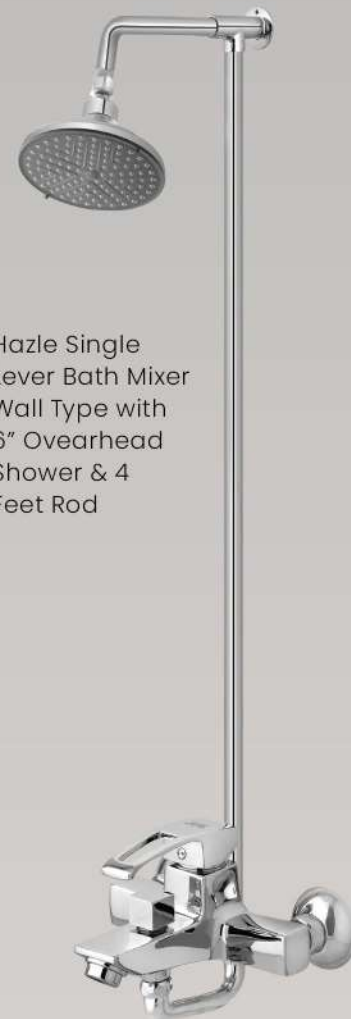 Hazle Single
Lever Bath Mixer
Wall Type with
6” Ovearhead
Shower & 4
Feet Rod